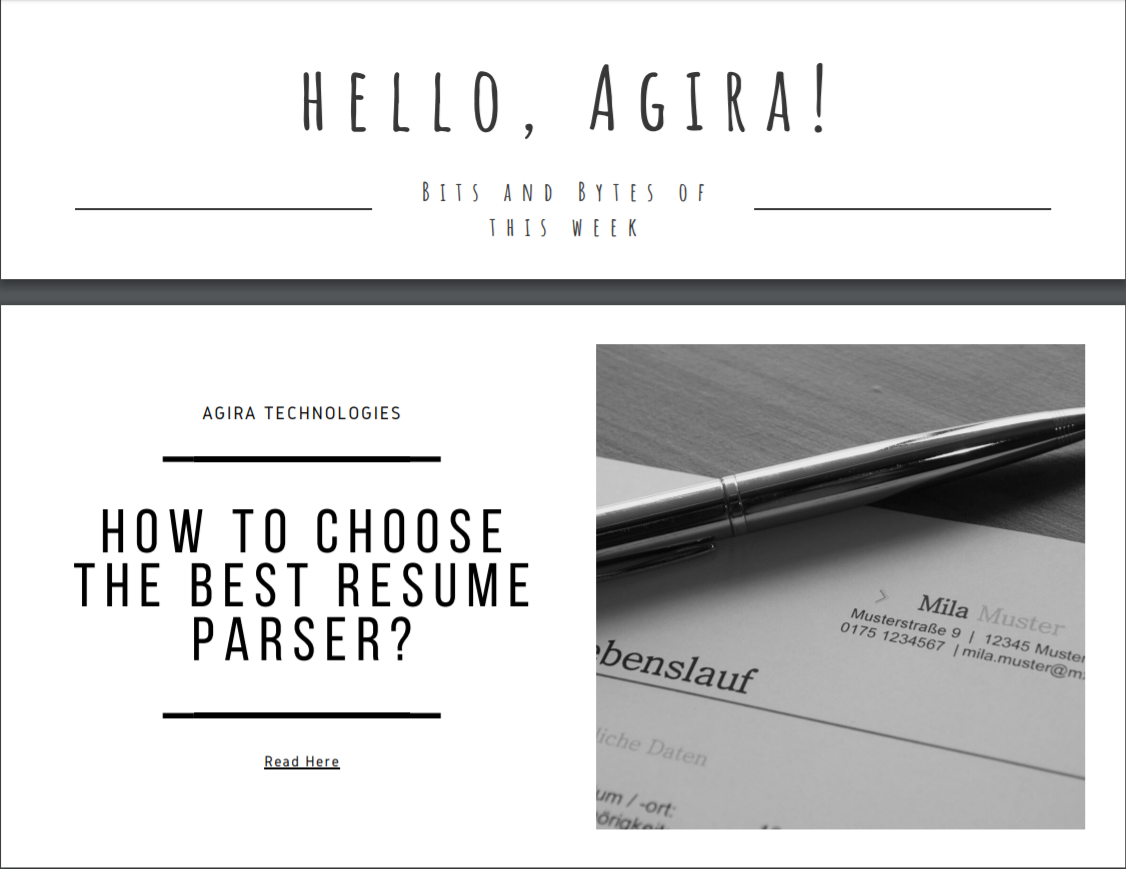 HELLO, AGIRA!
BITS AND BYTES OF
THIS WEEK
AGIRA TECHNOLOGIES
HOW TO CHOOSE
THE BEST RESUME
PARSER?
Read Here
> Mila Muster
Musterstraße 9 | 12345 Muster
0175 1234567 | mila.muster@m
ebenslauf
liche Daten
um / -ort:
örigkeit